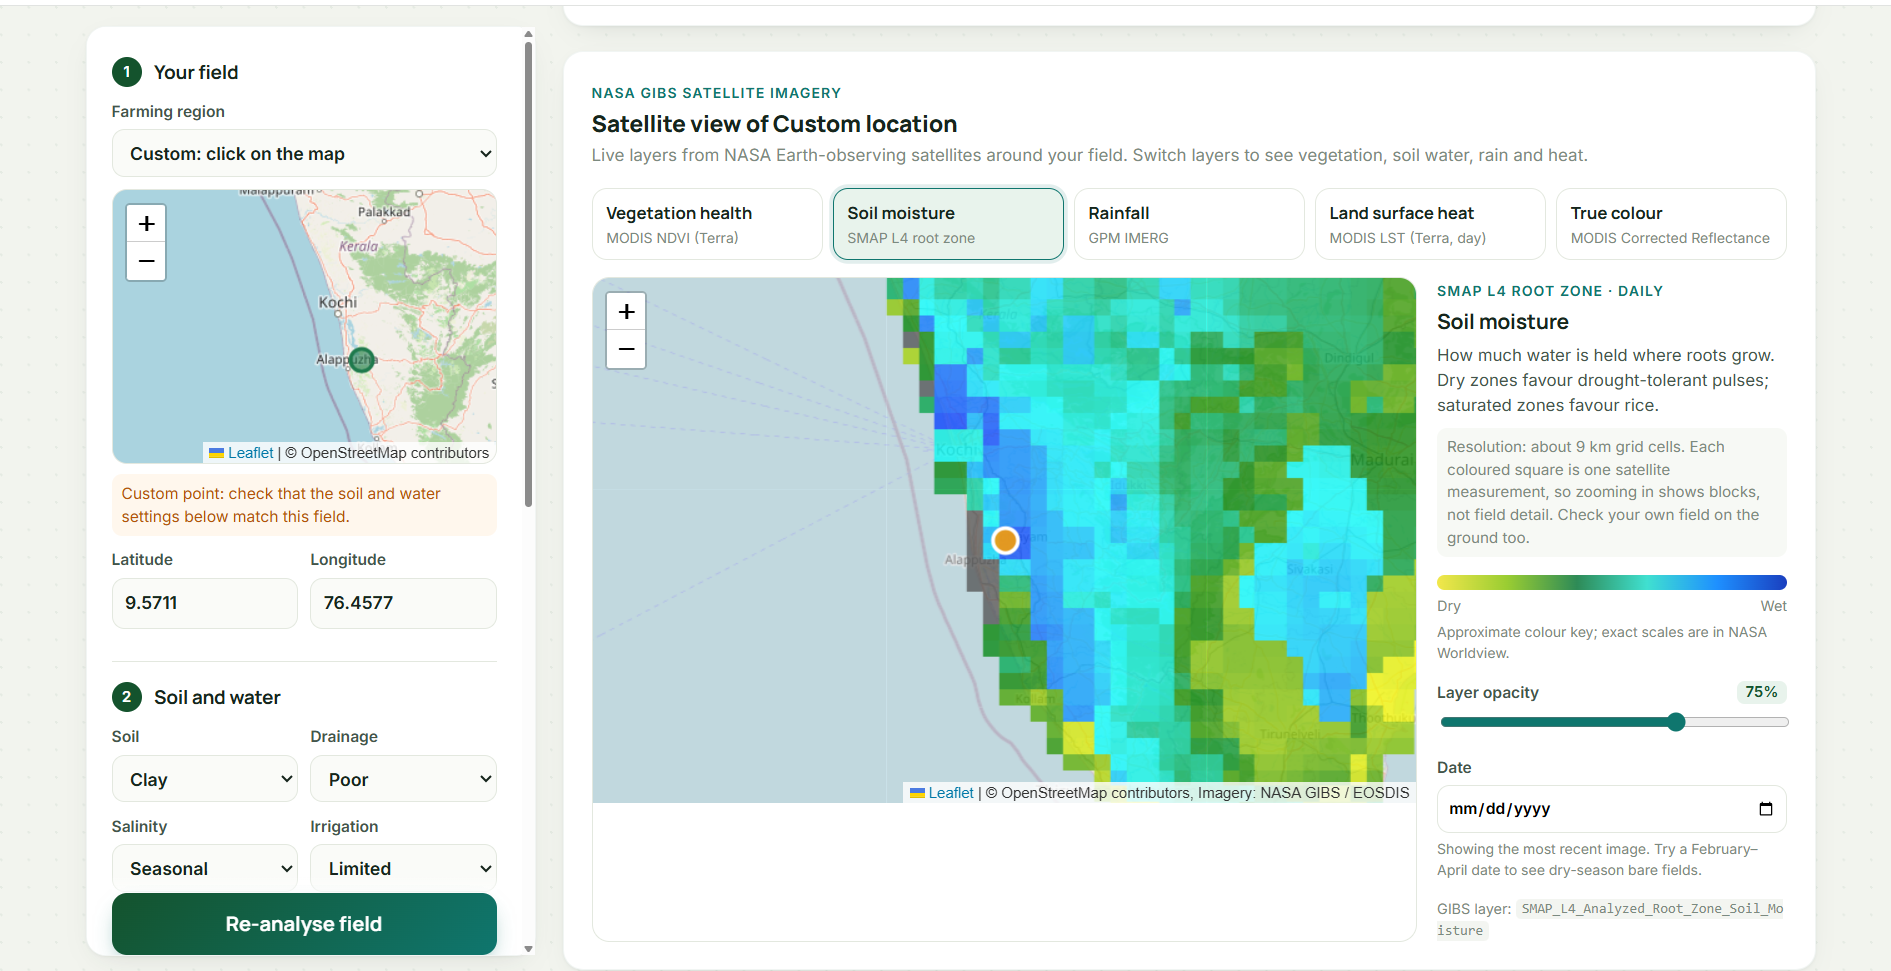 1 Your field
Farming region
Custom: click on the map
+
−
Malappuram
Palakkad
Kerala
Kochi
Alappuzha
Leaflet | © OpenStreetMap contributors
Custom point: check that the soil and water
settings below match this field.
Latitude
Longitude
9.5711
76.4577
2 Soil and water
Soil
Drainage
Clay
Poor
Salinity
Irrigation
Seasonal
Limited
Re-analyse field
NASA GIBS SATELLITE IMAGERY
Satellite view of Custom location
Live layers from NASA Earth-observing satellites around your field. Switch layers to see vegetation, soil water, rain and heat.
Vegetation health
MODIS NDVI (Terra)
Soil moisture
SMAP L4 root zone
Rainfall
GPM IMERG
Land surface heat
MODIS LST (Terra, day)
True colour
MODIS Corrected Reflectance
+
−
Kerala
Dindigul
Kochi
Madurai
Alappuzha
Sivakasi
Kollam
Tirunelveli
Leaflet | © OpenStreetMap contributors, Imagery: NASA GIBS / EOSDIS
SMAP L4 ROOT ZONE · DAILY
Soil moisture
How much water is held where roots grow.
Dry zones favour drought-tolerant pulses;
saturated zones favour rice.
Resolution: about 9 km grid cells. Each
coloured square is one satellite
measurement, so zooming in shows blocks,
not field detail. Check your own field on the
ground too.
Dry
Wet
Approximate colour key; exact scales are in NASA
Worldview.
Layer opacity
75%
Date
mm/dd/yyyy
Showing the most recent image. Try a February–
April date to see dry-season bare fields.
GIBS layer: SMAP_L4_Analyzed_Root_Zone_Soil_Mo
isture